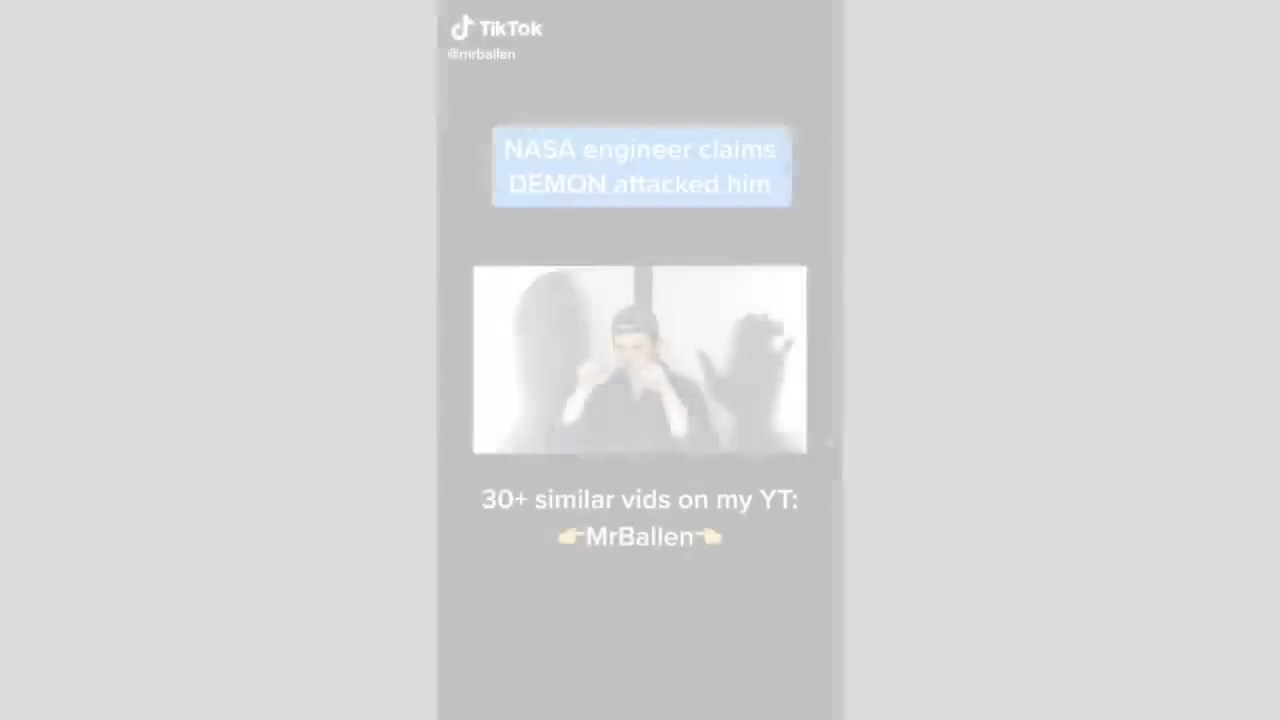 TikTok
@mrballen
NASA engineer claims
DEMON attacked him
30+ similar vids on my YT:
👉MrBallen👈